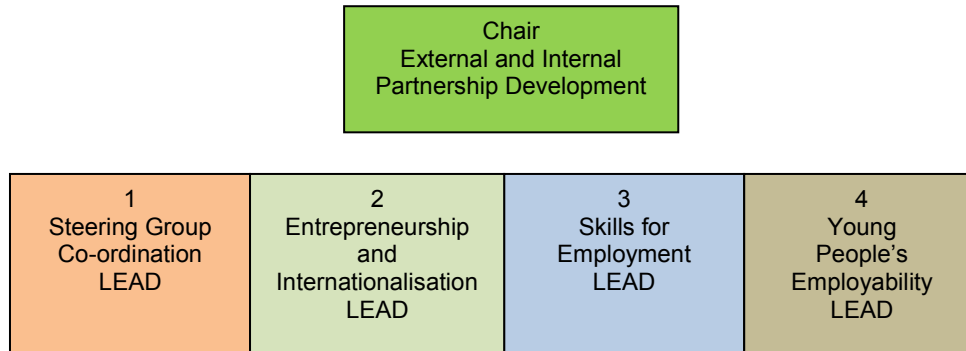 Chair
External and Internal
Partnership Development
1
Steering Group
Co-ordination
LEAD
2
Entrepreneurship
and
Internationalisation
LEAD
3
Skills for
Employment
LEAD
4
Young
People’s
Employability
LEAD